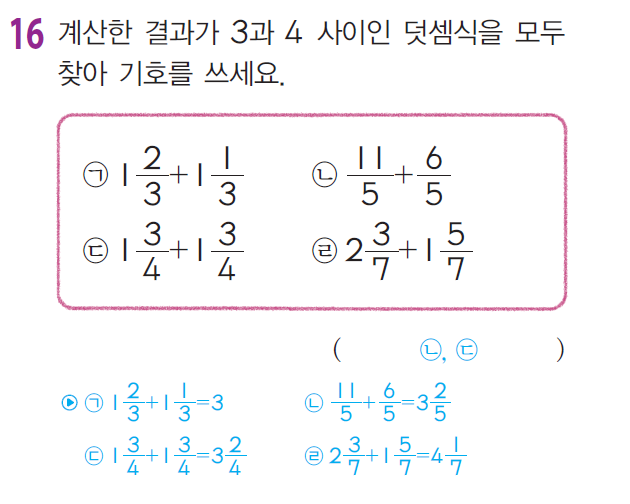 16 계산한 결과가 3과 4 사이인 덧셈식을 모두
찾아 기호를 쓰세요.
㉠ 1 2/3 + 1 1/3 ㉡ 11/5 + 6/5
㉢ 1 3/4 + 1 3/4 ㉣ 2 3/7 + 1 5/7
( ㉡, ㉢ )
㉠ 1 2/3 + 1 1/3 = 3 ㉡ 11/5 + 6/5 = 3 2/5
㉢ 1 3/4 + 1 3/4 = 3 2/4 ㉣ 2 3/7 + 1 5/7 = 4 1/7